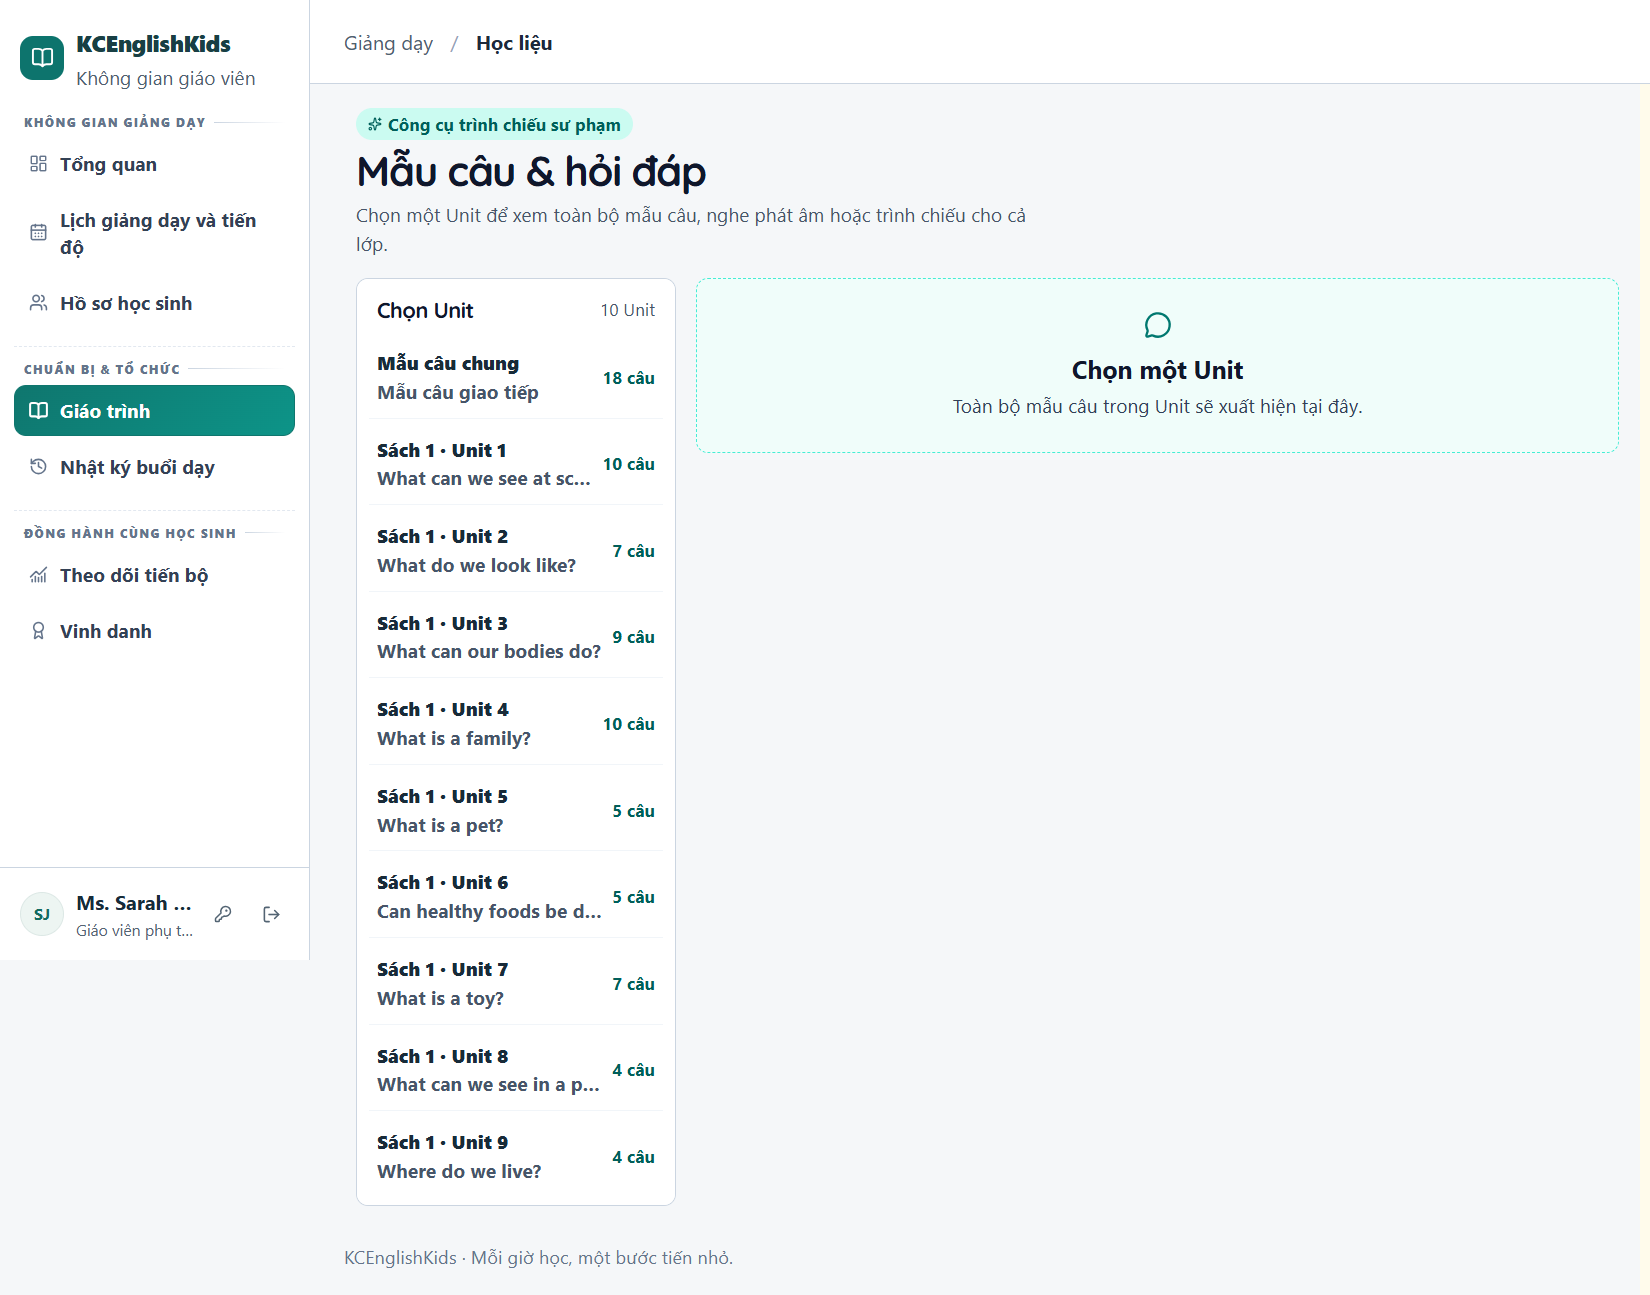 KCEnglishKids
Không gian giáo viên
KHÔNG GIAN GIẢNG DẠY
Tổng quan
Lịch giảng dạy và tiến
độ
Hồ sơ học sinh
CHUẨN BỊ & TỔ CHỨC
Giáo trình
Nhật ký buổi dạy
ĐỒNG HÀNH CÙNG HỌC SINH
Theo dõi tiến bộ
Vinh danh
SJ
Ms. Sarah ...
Giáo viên phụ t...
Giảng dạy / Học liệu
Công cụ trình chiếu sư phạm
Mẫu câu & hỏi đáp
Chọn một Unit để xem toàn bộ mẫu câu, nghe phát âm hoặc trình chiếu cho cả
lớp.
Chọn Unit 10 Unit
Mẫu câu chung
Mẫu câu giao tiếp
18 câu
Sách 1 · Unit 1
What can we see at sc...
10 câu
Sách 1 · Unit 2
What do we look like?
7 câu
Sách 1 · Unit 3
What can our bodies do?
9 câu
Sách 1 · Unit 4
What is a family?
10 câu
Sách 1 · Unit 5
What is a pet?
5 câu
Sách 1 · Unit 6
Can healthy foods be d...
5 câu
Sách 1 · Unit 7
What is a toy?
7 câu
Sách 1 · Unit 8
What can we see in a p...
4 câu
Sách 1 · Unit 9
Where do we live?
4 câu
Chọn một Unit
Toàn bộ mẫu câu trong Unit sẽ xuất hiện tại đây.
KCEnglishKids · Mỗi giờ học, một bước tiến nhỏ.